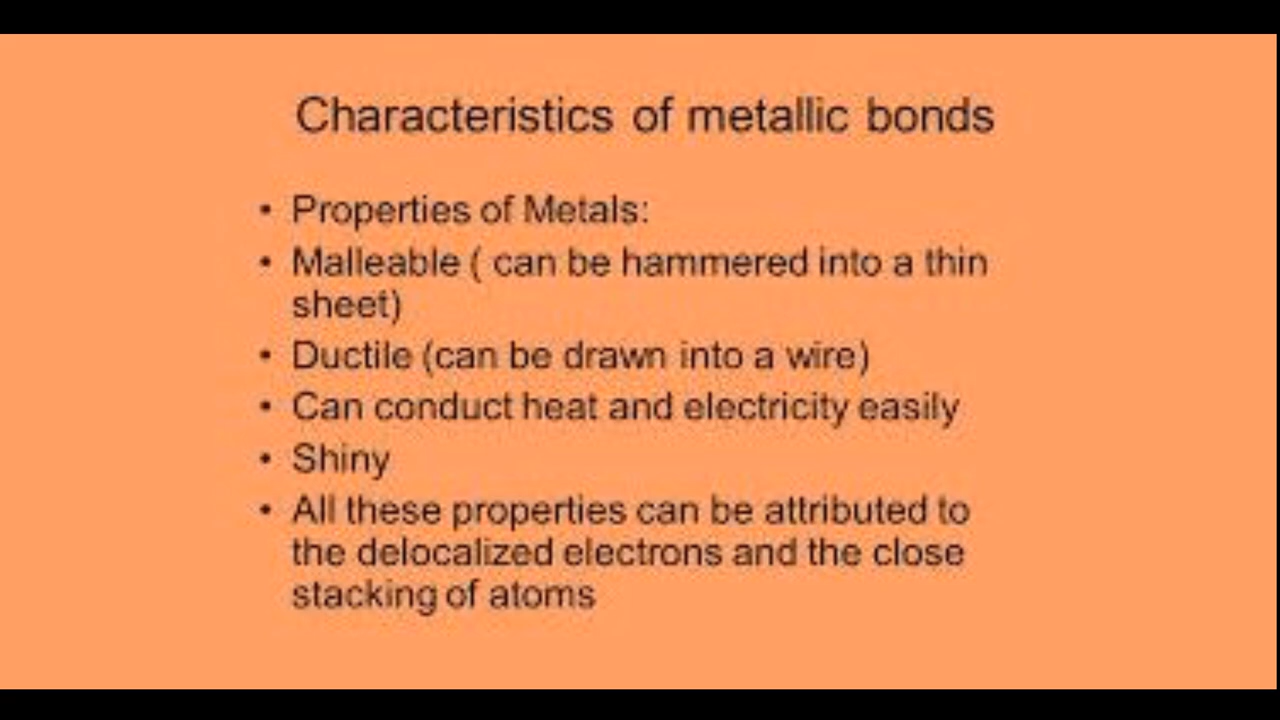 Characteristics of metallic bonds
• Properties of Metals:
• Malleable ( can be hammered into a thin
sheet)
• Ductile (can be drawn into a wire)
• Can conduct heat and electricity easily
• Shiny
• All these properties can be attributed to
the delocalized electrons and the close
stacking of atoms